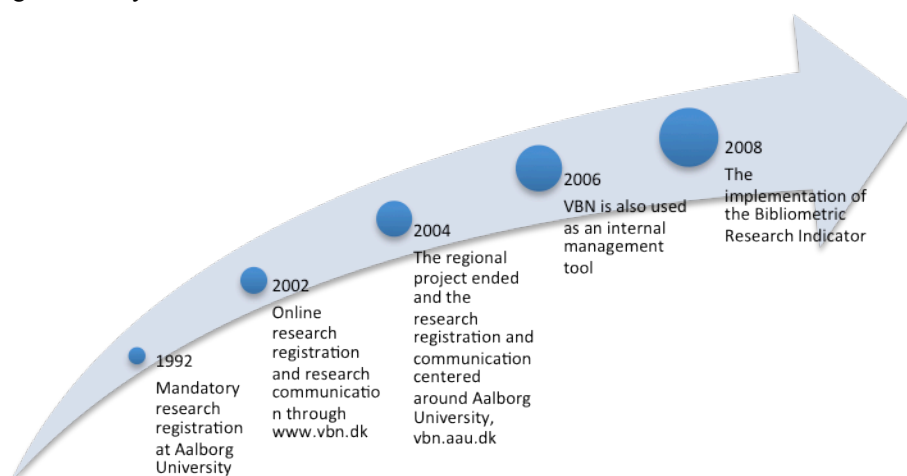 1992
Mandatory
research
registration
at Aalborg
University
2002
Online
research
registration
and research
communicatio
n through
www.vbn.dk
2004
The regional
project ended
and the
research
registration and
communication
centered
around Aalborg
University,
vbn.aau.dk
2006
VBN is also used
as an internal
management
tool
2008
The
implementation of
the Bibliometric
Research Indicator